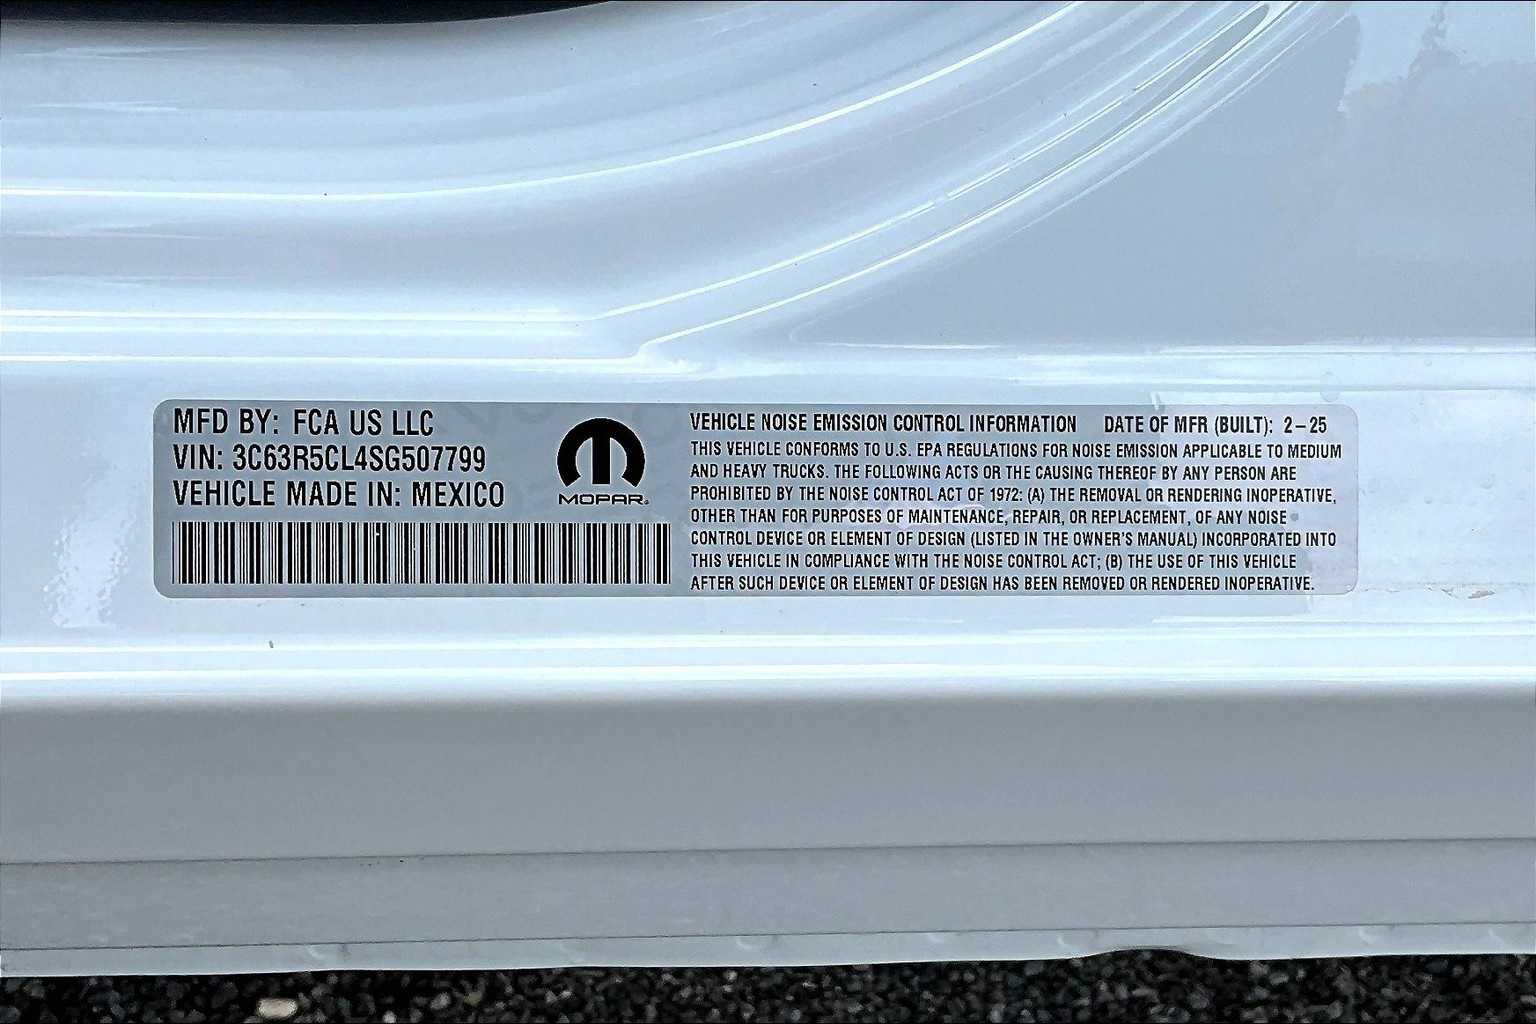 MFD BY: FCA US LLC
VIN: 3C63R5CL4SG507799
VEHICLE MADE IN: MEXICO
MOPAR®
VEHICLE NOISE EMISSION CONTROL INFORMATION DATE OF MFR (BUILT): 2-25
THIS VEHICLE CONFORMS TO U.S. EPA REGULATIONS FOR NOISE EMISSION APPLICABLE TO MEDIUM
AND HEAVY TRUCKS. THE FOLLOWING ACTS OR THE CAUSING THEREOF BY ANY PERSON ARE
PROHIBITED BY THE NOISE CONTROL ACT OF 1972: (A) THE REMOVAL OR RENDERING INOPERATIVE,
OTHER THAN FOR PURPOSES OF MAINTENANCE, REPAIR, OR REPLACEMENT, OF ANY NOISE
CONTROL DEVICE OR ELEMENT OF DESIGN (LISTED IN THE OWNER'S MANUAL) INCORPORATED INTO
THIS VEHICLE IN COMPLIANCE WITH THE NOISE CONTROL ACT; (B) THE USE OF THIS VEHICLE
AFTER SUCH DEVICE OR ELEMENT OF DESIGN HAS BEEN REMOVED OR RENDERED INOPERATIVE.